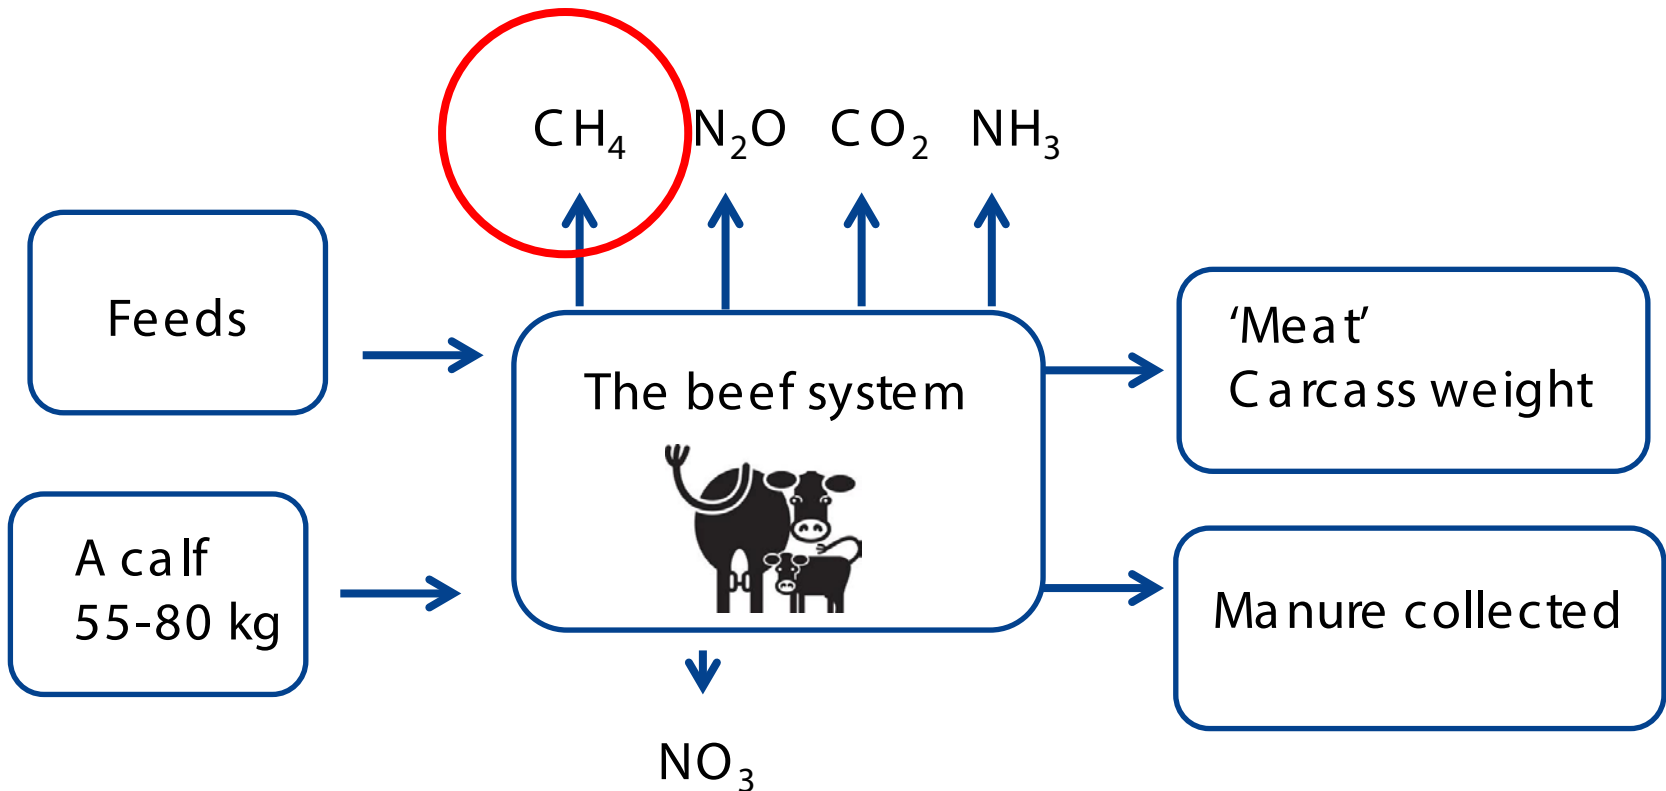 CH₄ N₂O CO₂ NH₃
Feeds
A calf
55-80 kg
The beef system
‘Meat’
Carcass weight
Manure collected
NO₃